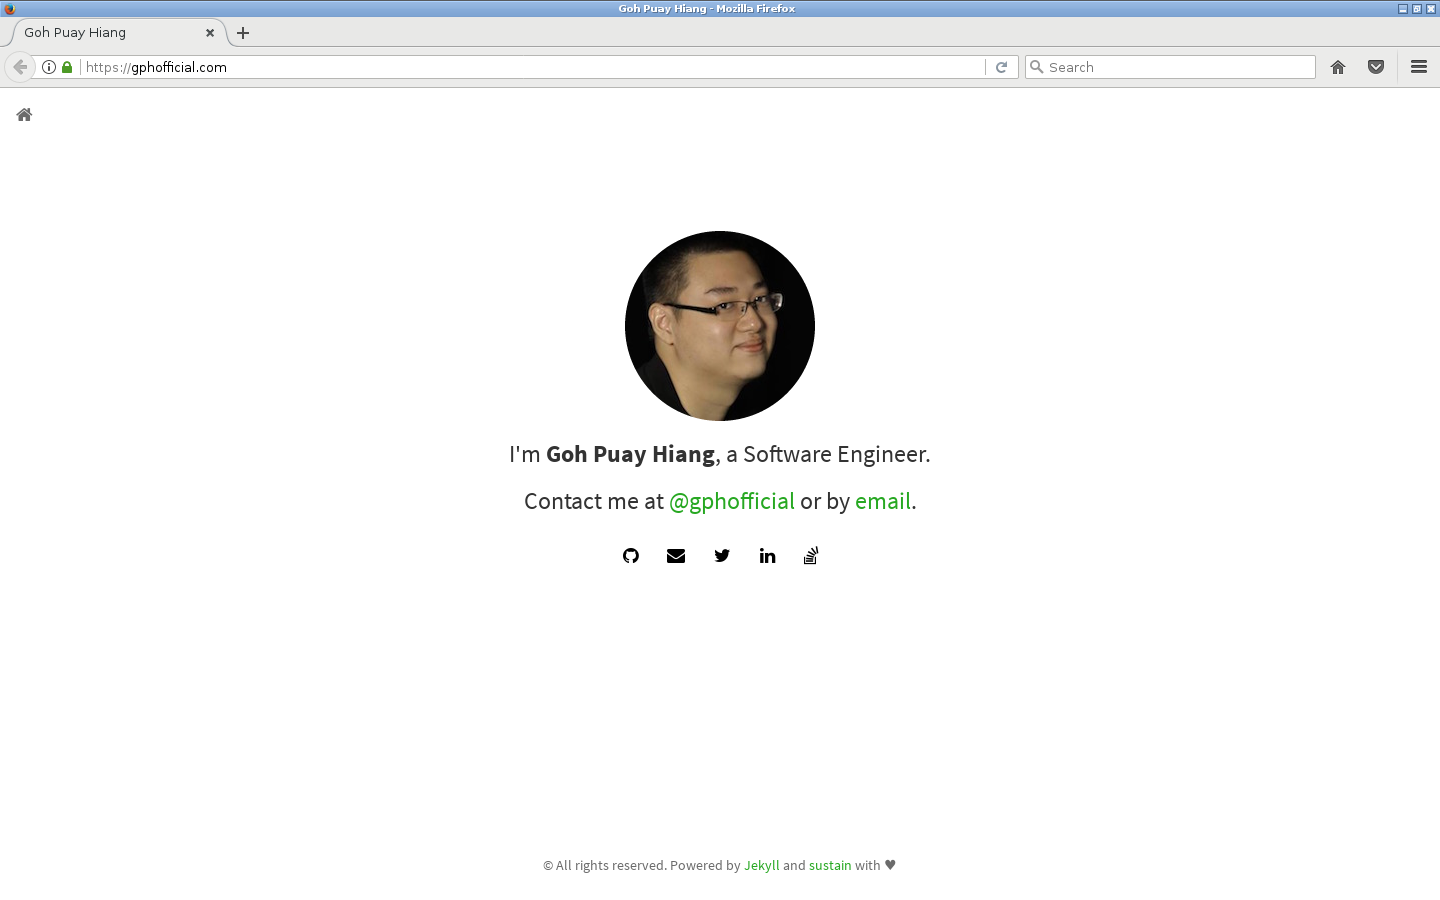 Goh Puay Hiang - Mozilla Firefox
Goh Puay Hiang
https://gphofficial.com
Search
I'm Goh Puay Hiang, a Software Engineer.
Contact me at @gphofficial or by email.
© All rights reserved. Powered by Jekyll and sustain with ♥